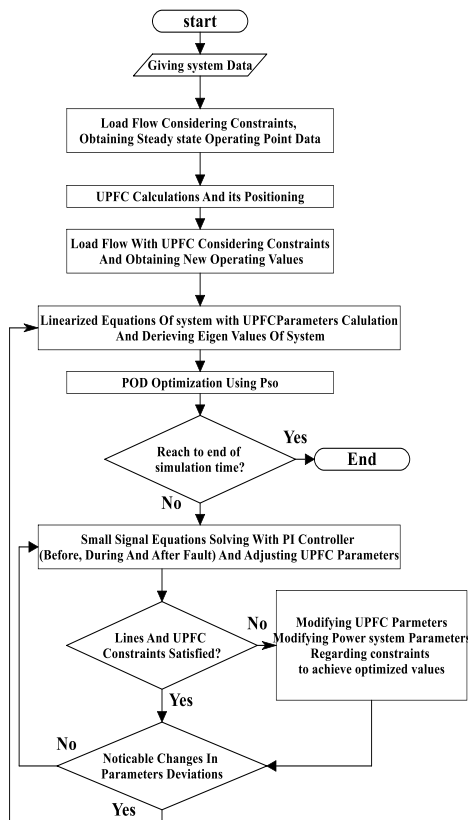 start
Giving system Data
Load Flow Considering Constraints,
Obtaining Steady state Operating Point Data
UPFC Calculations And its Positioning
Load Flow With UPFC Considering Constraints
And Obtaining New Operating Values
Linearized Equations Of system with UPFCParameters Calulation
And Derieving Eigen Values Of System
POD Optimization Using Pso
Reach to end of
simulation time?
Yes
End
No
Small Signal Equations Solving With PI Controller
(Before, During And After Fault) And Adjusting UPFC Parameters
Lines And UPFC
Constraints Satisfied?
No
Modifying UPFC Parmeters
Modifying Power system Parameters
Regarding constraints
to achieve optimized values
Yes
No
Noticable Changes In
Parameters Deviations
Yes